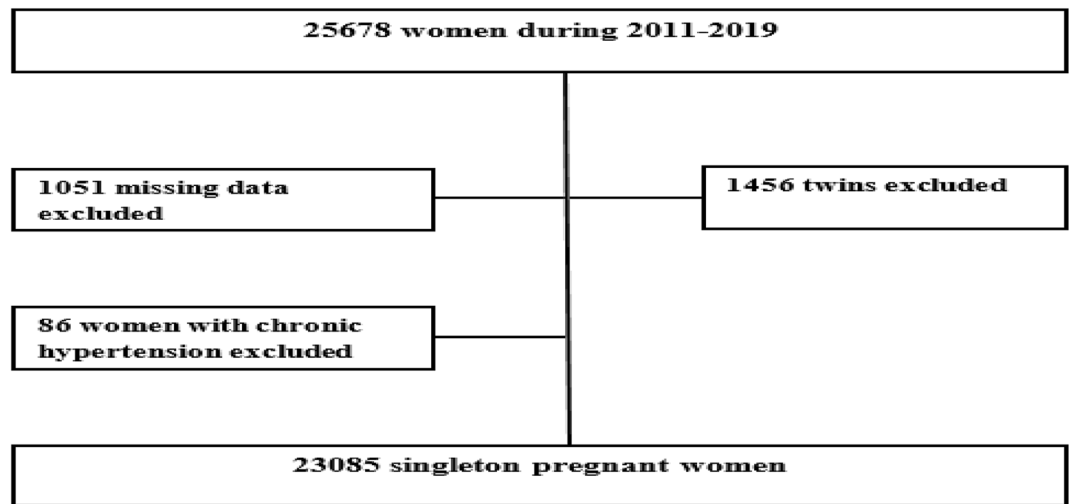 25678 women during 2011-2019
1051 missing data
excluded
1456 twins excluded
86 women with chronic
hypertension excluded
23085 singleton pregnant women